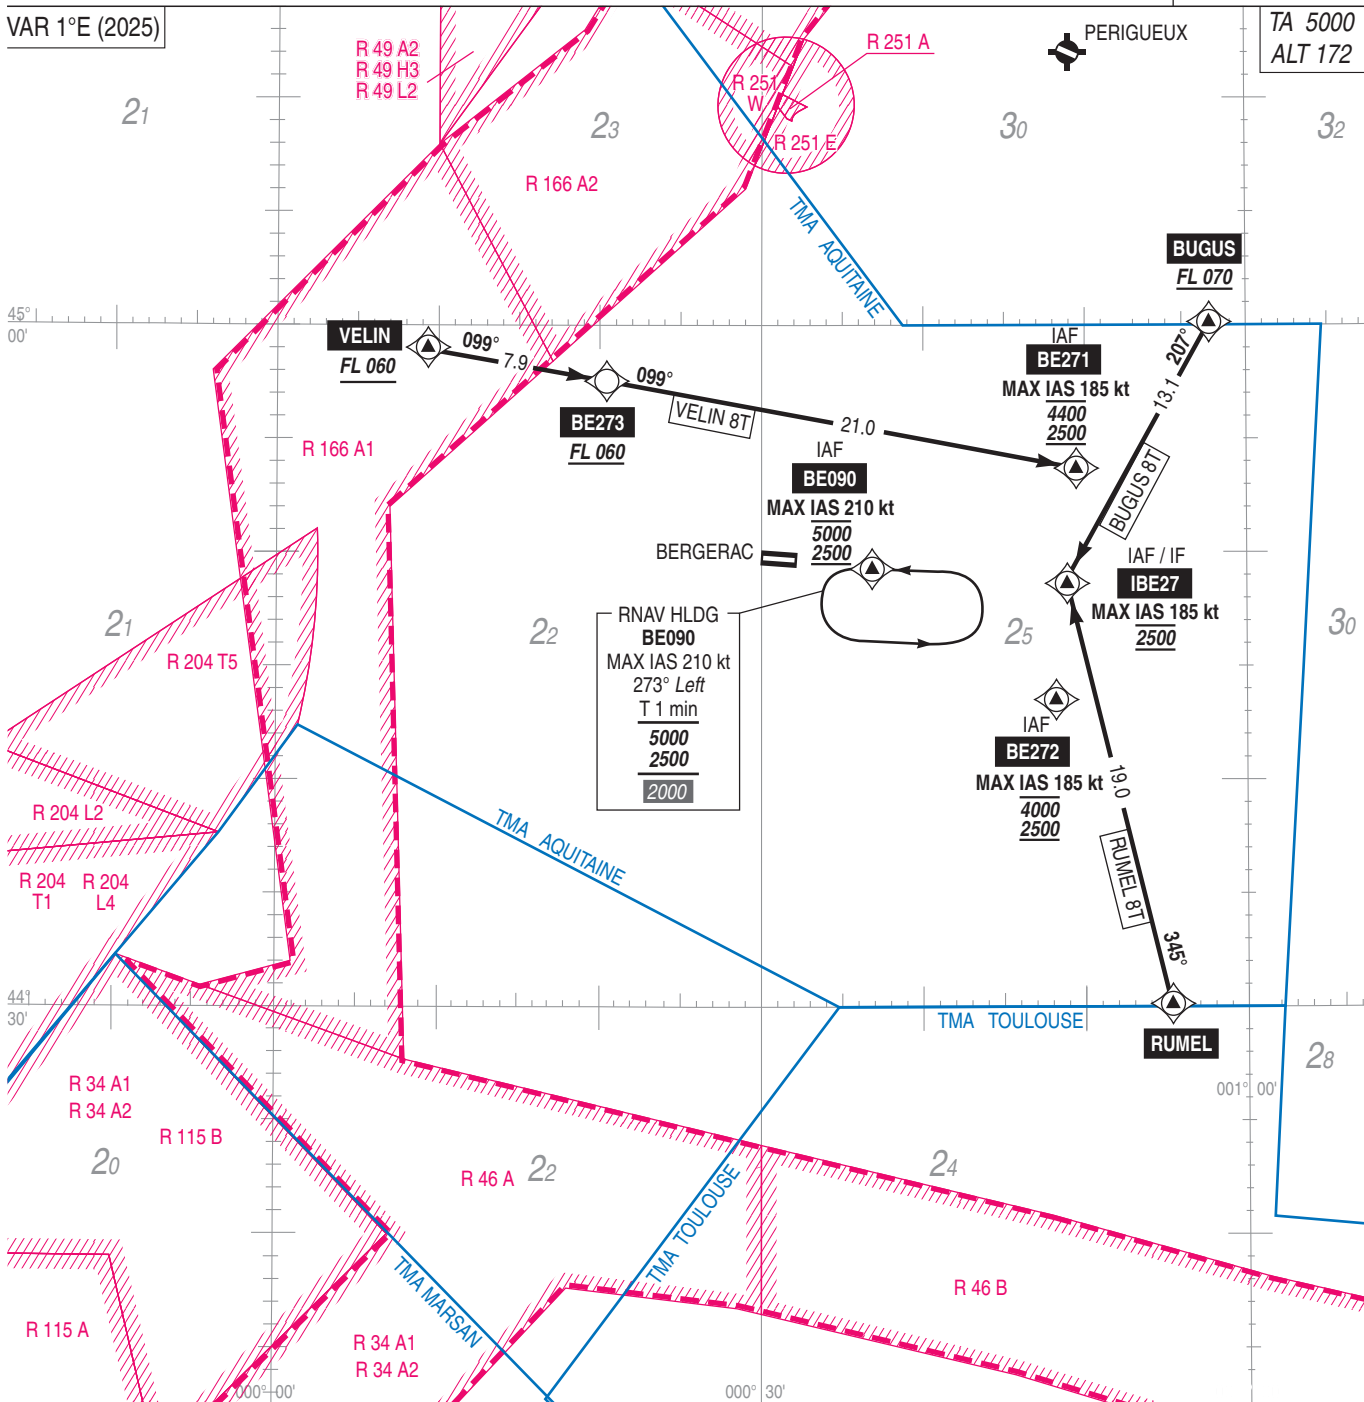 VAR 1°E (2025)
TA 5000
ALT 172
PERIGUEUX
R 49 A2
R 49 H3
R 49 L2
R 251 A
R 251
W
R 251 E
21
23
30
32
R 166 A2
TMA AQUITAINE
BUGUS
FL 070
45°
00'
VELIN
FL 060
099°
7.9
BE273
FL 060
099°
VELIN 8T
21.0
IAF
BE271
MAX IAS 185 kt
4400
2500
207°
13.1
BUGUS 8T
R 166 A1
IAF
BE090
MAX IAS 210 kt
5000
2500
BERGERAC
IAF / IF
IBE27
MAX IAS 185 kt
2500
21
22
25
30
R 204 T5
RNAV HLDG
BE090
MAX IAS 210 kt
273° Left
T 1 min
5000
2500
2000
IAF
BE272
MAX IAS 185 kt
4000
2500
19.0
RUMEL 8T
345°
R 204 L2
R 204
T1
R 204
L4
TMA AQUITAINE
44°
30'
TMA TOULOUSE
RUMEL
28
001° 00'
R 34 A1
R 34 A2
R 115 B
20
R 46 A
22
24
TMA TOULOUSE
TMA MARSAN
R 46 B
R 115 A
R 34 A1
R 34 A2
000° 00'
000° 30'